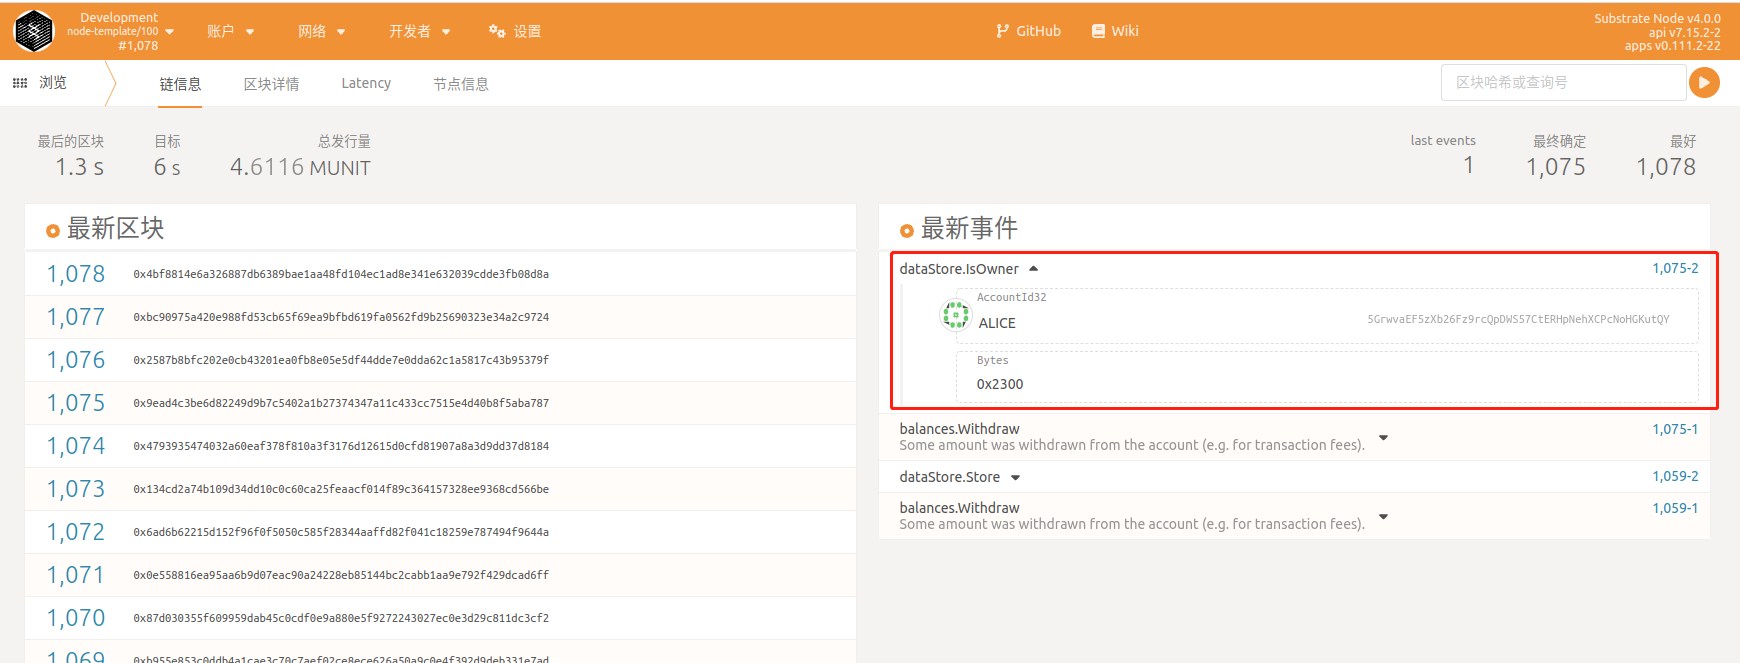 Development
node-template/100
#1,078
账户
网络
开发者
设置
GitHub
Wiki
Substrate Node v4.0.0
api v7.15.2-2
apps v0.111.2-22
浏览
链信息
区块详情
Latency
节点信息
区块哈希或查询号
最后的区块
1.3 s
目标
6 s
总发行量
4.6116 MUNIT
last events
1
最终确定
1,075
最好
1,078
最新区块
1,078 0x4bf8814e6a326887db6389bae1aa48fd104ec1ad8e341e632039cdde3fb08d8a
1,077 0xbc90975a420e988fd53cb65f69ea9bfbd619fa0562fd9b25690323e34a2c9724
1,076 0x2587b8bfc202e0cb43201ea0fb8e05e5df44dde7e0dda62c1a5817c43b95379f
1,075 0x9ead4c3be6d82249d9b7c5402a1b27374347a11c433cc7515e4d40b8f5aba787
1,074 0x4793935474032a60eaf378f810a3f3176d12615d0cfd81907a8a3d9dd37d8184
1,073 0x134cd2a74b109d34dd10c0c60ca25feaacf014f89c364157328ee9368cd566be
1,072 0x6ad6b62215d152f96f0f5050c585f28344aaffd82f041c18259e787494f9644a
1,071 0x0e558816ea95aa6b9d07eac90a24228eb85144bc2cabb1aa9e792f429dcad6ff
1,070 0x87d030355f609959dab45c0cdf0e9a880e5f9272243027ec0e3d29c811dc3cf2
1,069 0xb955e853c0ddb4a1cae3c70c7aef02ce8ece626a50a9c0e4f392d9deb331e7ad
最新事件
dataStore.IsOwner 1,075-2
AccountId32
ALICE 5GrwvaEF5zXb26Fz9rcQpDWS57CtERHpNehXCPcNoHGKutQY
Bytes
0x2300
balances.Withdraw 1,075-1
Some amount was withdrawn from the account (e.g. for transaction fees).
dataStore.Store 1,059-2
balances.Withdraw 1,059-1
Some amount was withdrawn from the account (e.g. for transaction fees).